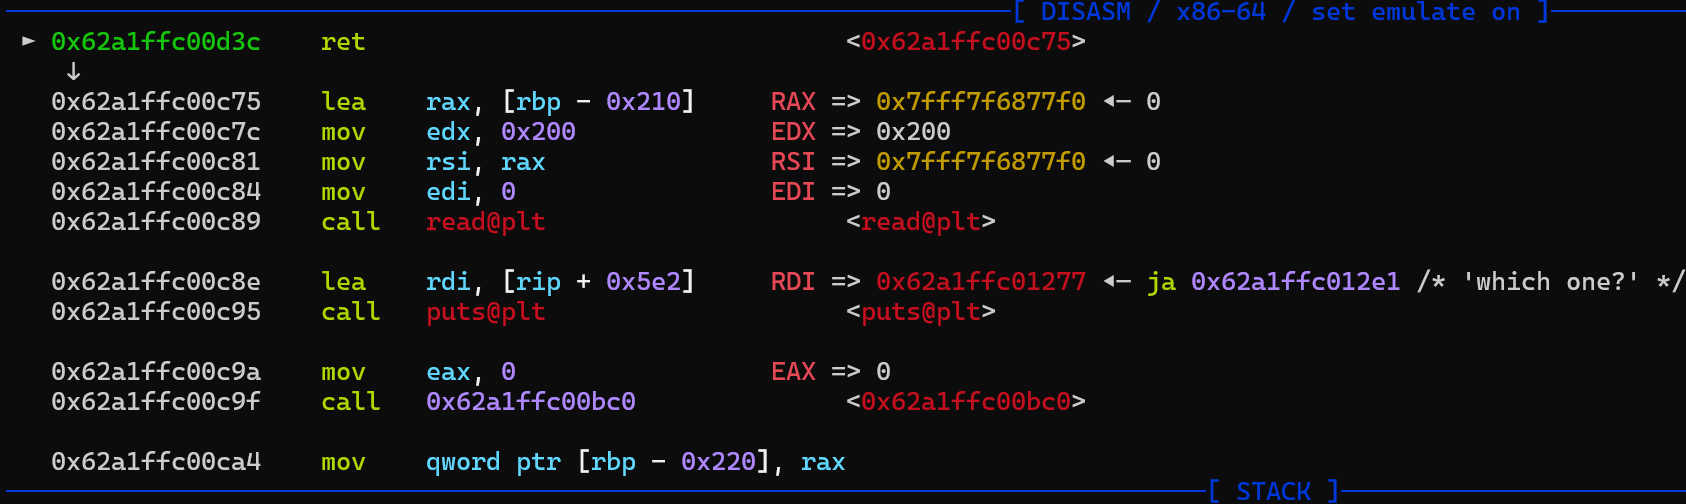 [ DISASM / x86-64 / set emulate on ]
► 0x62a1ffc00d3c    ret                                <0x62a1ffc00c75>
↓
0x62a1ffc00c75    lea    rax, [rbp - 0x210]     RAX => 0x7fff7f6877f0 ◂— 0
0x62a1ffc00c7c    mov    edx, 0x200             EDX => 0x200
0x62a1ffc00c81    mov    rsi, rax               RSI => 0x7fff7f6877f0 ◂— 0
0x62a1ffc00c84    mov    edi, 0                 EDI => 0
0x62a1ffc00c89    call   read@plt                    <read@plt>
0x62a1ffc00c8e    lea    rdi, [rip + 0x5e2]     RDI => 0x62a1ffc01277 ◂— ja 0x62a1ffc012e1 /* 'which one?' */
0x62a1ffc00c95    call   puts@plt                    <puts@plt>
0x62a1ffc00c9a    mov    eax, 0                 EAX => 0
0x62a1ffc00c9f    call   0x62a1ffc00bc0              <0x62a1ffc00bc0>
0x62a1ffc00ca4    mov    qword ptr [rbp - 0x220], rax
[ STACK ]